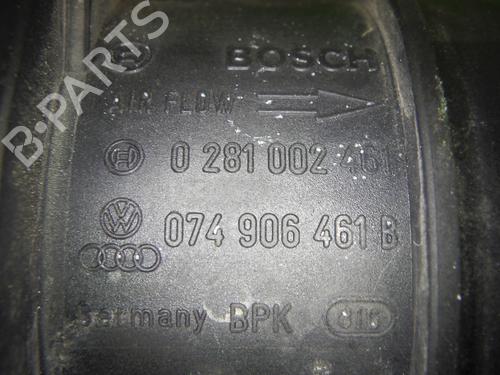 B-PARTS
BOSCH
AIR FLOW
0 281 002 461
074 906 461 B
Germany BPK